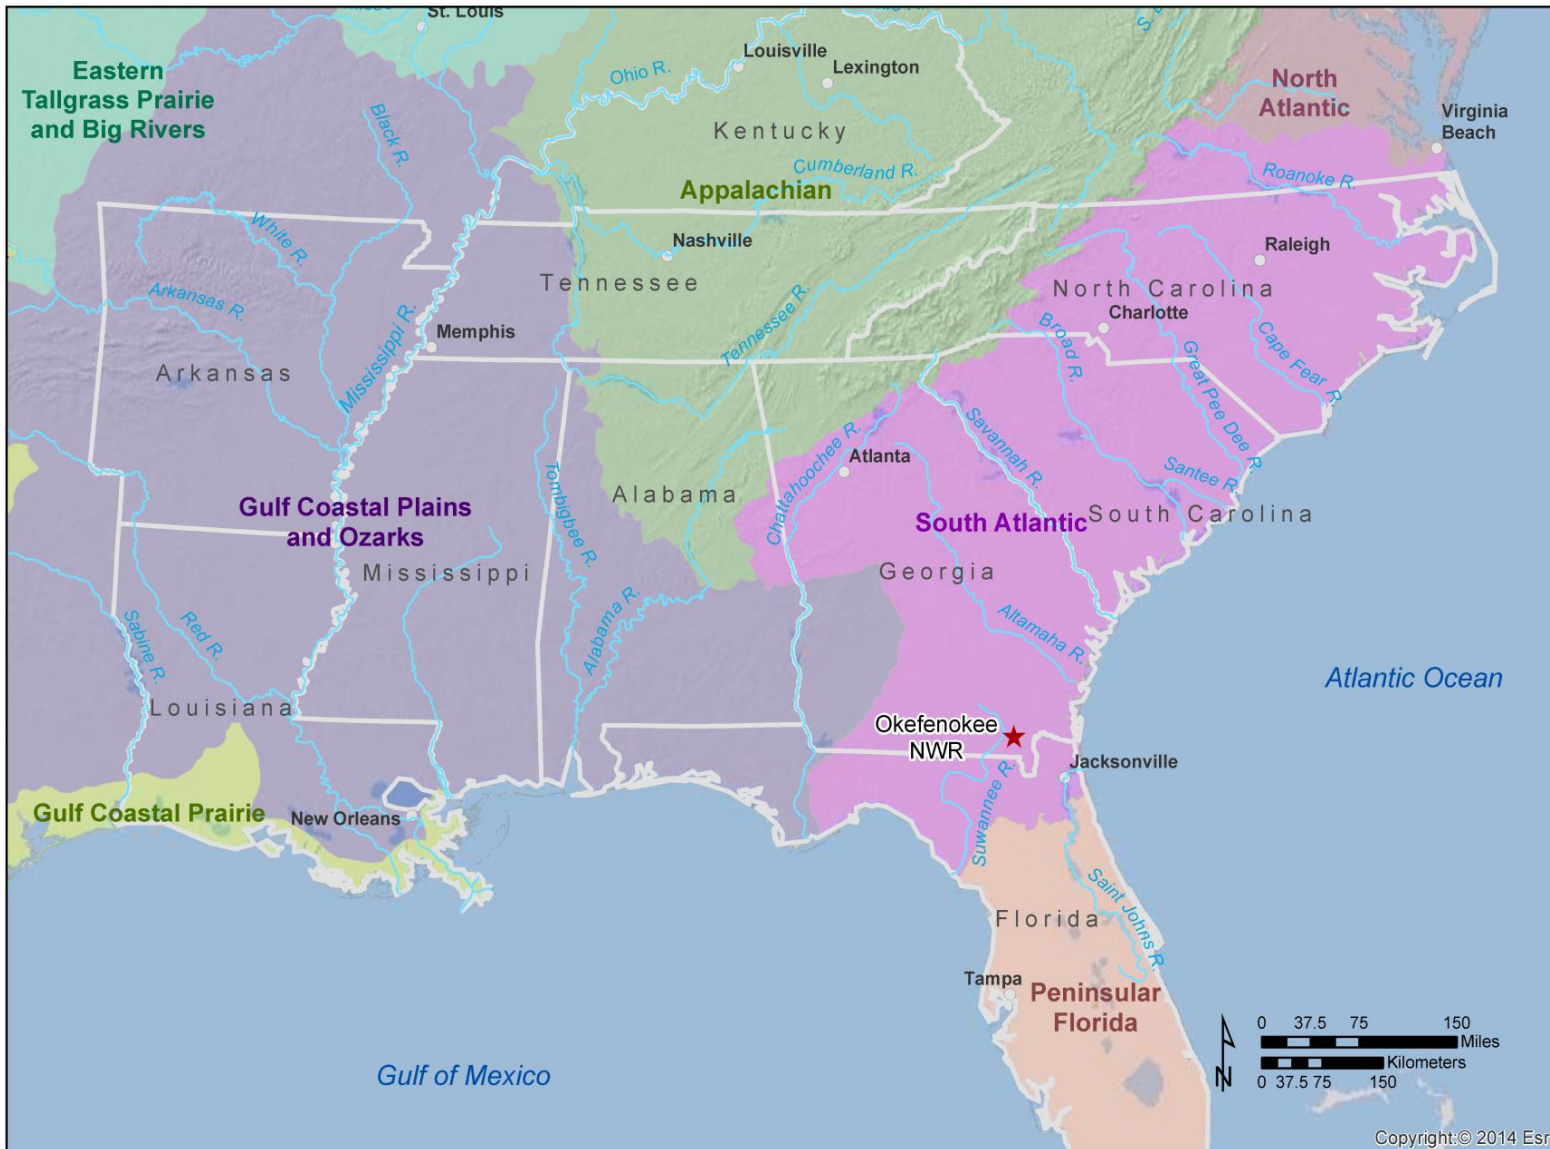 St. Louis
Eastern
Tallgrass Prairie
and Big Rivers
Louisville
Lexington
Ohio R.
Kentucky
North
Atlantic
Virginia
Beach
Black R.
Cumberland R.
Appalachian
Roanoke R.
White R.
Nashville
Raleigh
Tennessee
North Carolina
Arkansas R.
Mississippi R.
Tennessee R.
Broad R.
Charlotte
Cape Fear R.
Memphis
Arkansas
Great Pee Dee R.
Savannah R.
Chattahoochee R.
Atlanta
Santee R.
Tombigbee R.
Alabama
Gulf Coastal Plains
and Ozarks
South Atlantic
South Carolina
Mississippi
Georgia
Sabine R.
Red R.
Alabama R.
Altamaha R.
Atlantic Ocean
Louisiana
Okefenokee
NWR
Jacksonville
Gulf Coastal Prairie
New Orleans
Suwannee R.
Saint Johns R.
Florida
Tampa
Peninsular
Florida
Gulf of Mexico
N
0 37.5 75 150
Miles
Kilometers
0 37.5 75 150
Copyright:© 2014 Esr